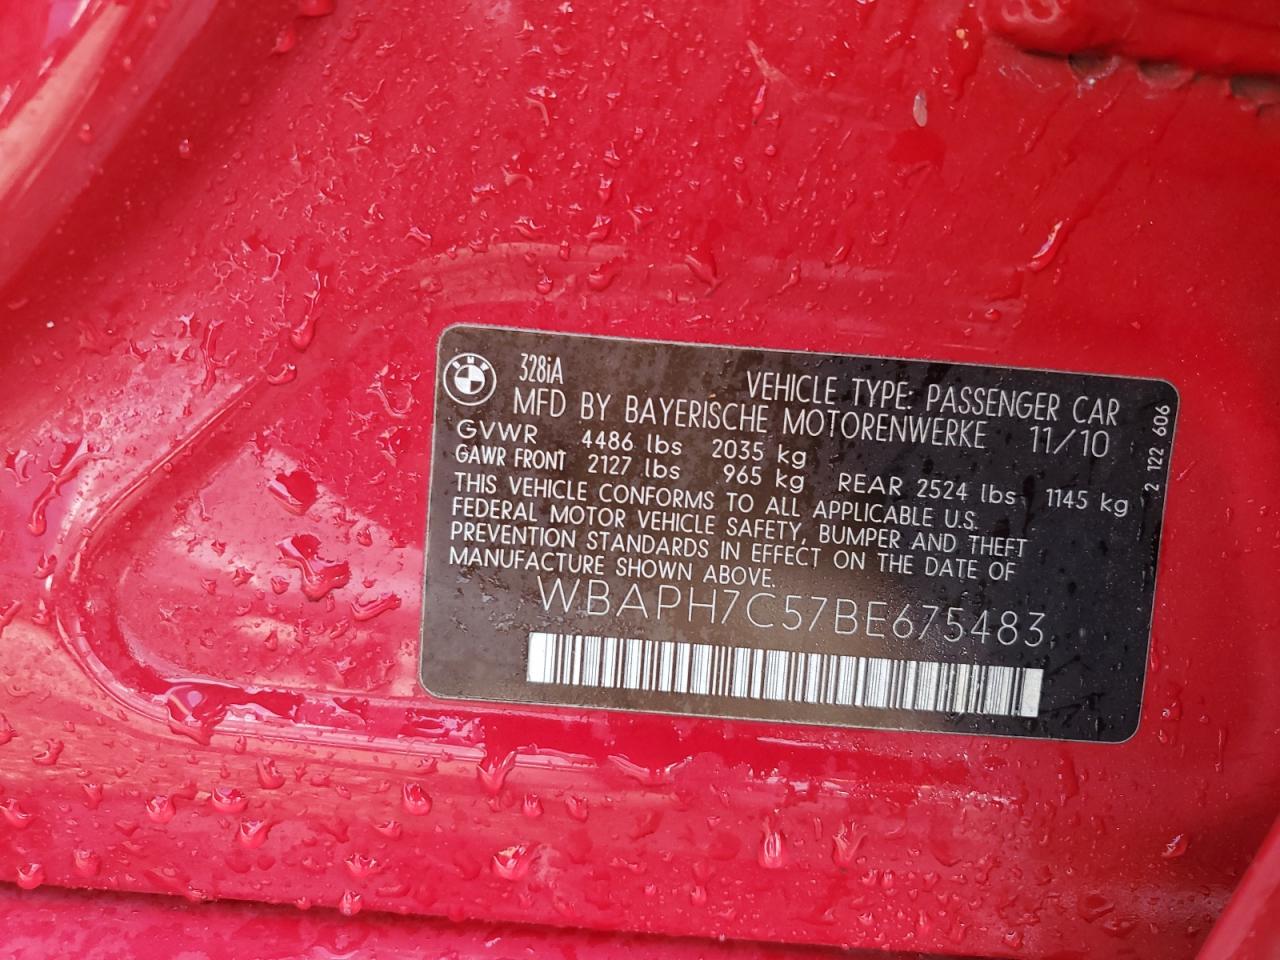 BMW
328iA VEHICLE TYPE: PASSENGER CAR
MFD BY BAYERISCHE MOTORENWERKE 11/10
GVWR 4486 lbs 2035 kg
GAWR FRONT 2127 lbs 965 kg REAR 2524 lbs 1145 kg
THIS VEHICLE CONFORMS TO ALL APPLICABLE U.S.
FEDERAL MOTOR VEHICLE SAFETY, BUMPER AND THEFT
PREVENTION STANDARDS IN EFFECT ON THE DATE OF
MANUFACTURE SHOWN ABOVE.
WBAPH7C57BE675483
2 122 606